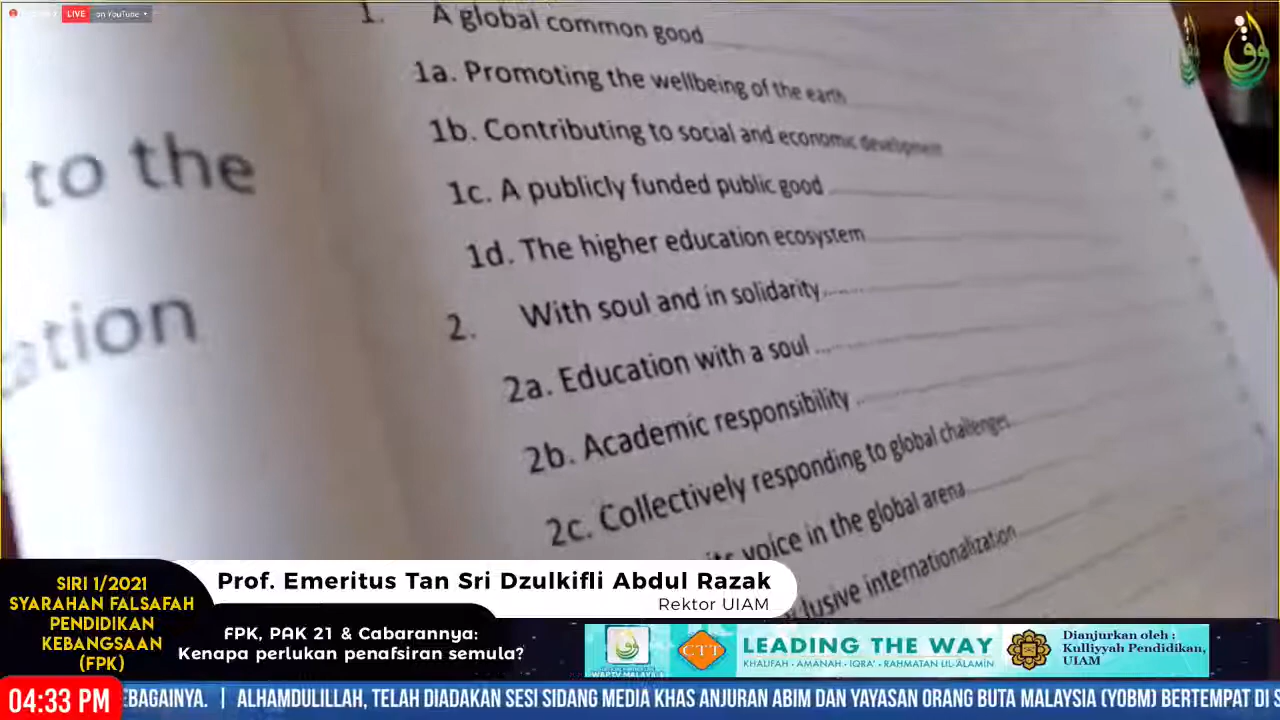 LIVE on YouTube
1. A global common good
1a. Promoting the wellbeing of the earth
1b. Contributing to social and economic development
1c. A publicly funded public good
1d. The higher education ecosystem
2. With soul and in solidarity
2a. Education with a soul
2b. Academic responsibility
2c. Collectively responding to global challenges
voice in the global arena
internationalization
to the
Prof. Emeritus Tan Sri Dzulkifli Abdul Razak
Rektor UIAM
SIRI 1/2021
SYARAHAN FALSAFAH
PENDIDIKAN
KEBANGSAAN
(FPK)
FPK, PAK 21 & Cabarannya:
Kenapa perlukan penafsiran semula?
CTT
LEADING THE WAY
KHALIFAH • AMANAH • IQRA' • RAHMATAN LIL-ĀLAMĪN
Dianjurkan oleh :
Kulliyyah Pendidikan,
UIAM
04:33 PM
EBAGAINYA. | ALHAMDULILLAH, TELAH DIADAKAN SESI SIDANG MEDIA KHAS ANJURAN ABIM DAN YAYASAN ORANG BUTA MALAYSIA (YOBM) BERTEMPAT DI S